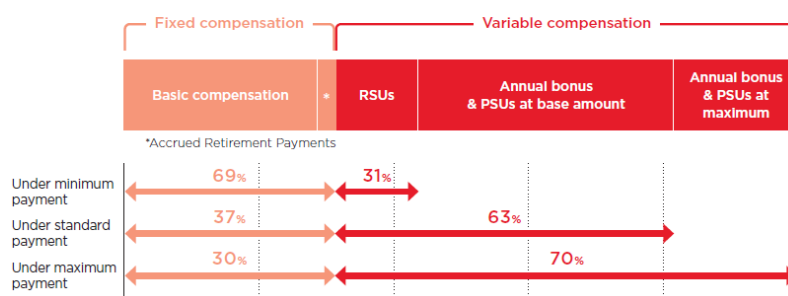 Fixed compensation
Variable compensation
Basic compensation
*
RSUs
Annual bonus
& PSUs at base amount
Annual bonus
& PSUs at
maximum
*Accrued Retirement Payments
Under minimum
payment
69%
31%
Under standard
payment
37%
63%
Under maximum
payment
30%
70%